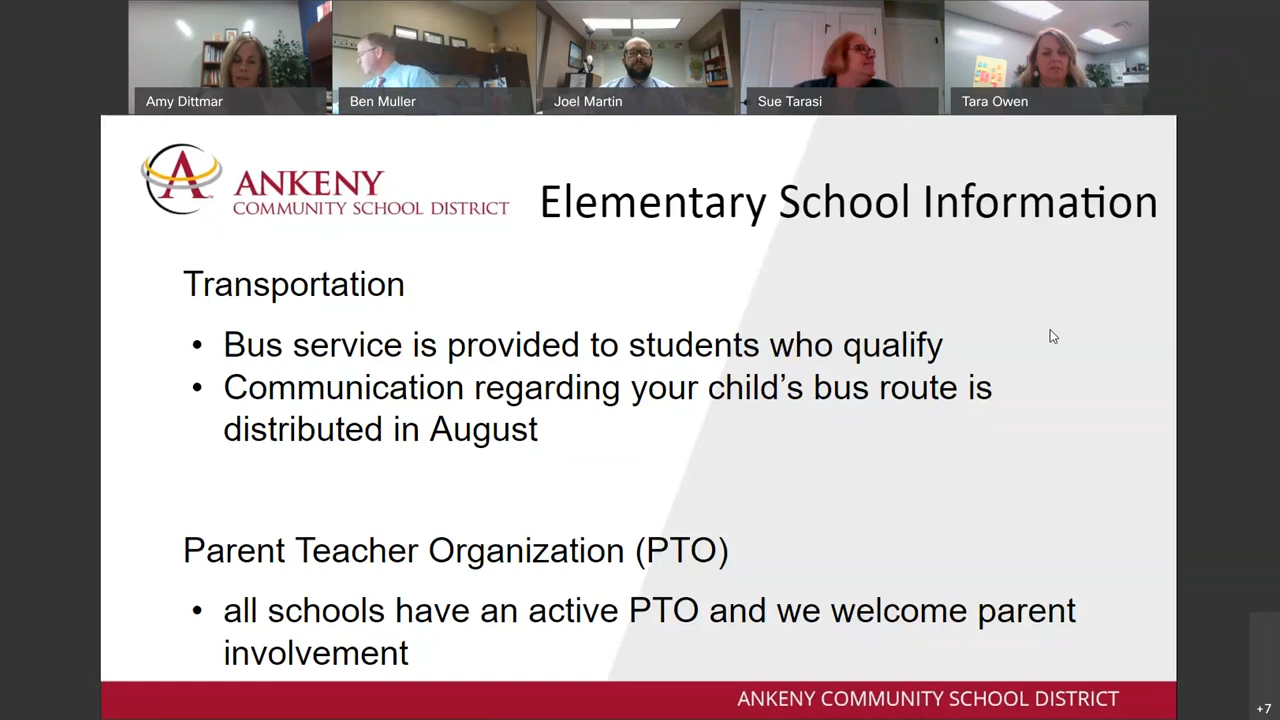 Amy Dittmar
Ben Muller
Joel Martin
Sue Tarasi
Tara Owen
A
ANKENY
COMMUNITY SCHOOL DISTRICT
Elementary School Information
Transportation
• Bus service is provided to students who qualify
• Communication regarding your child’s bus route is
distributed in August
Parent Teacher Organization (PTO)
• all schools have an active PTO and we welcome parent
involvement
ANKENY COMMUNITY SCHOOL DISTRICT
+7